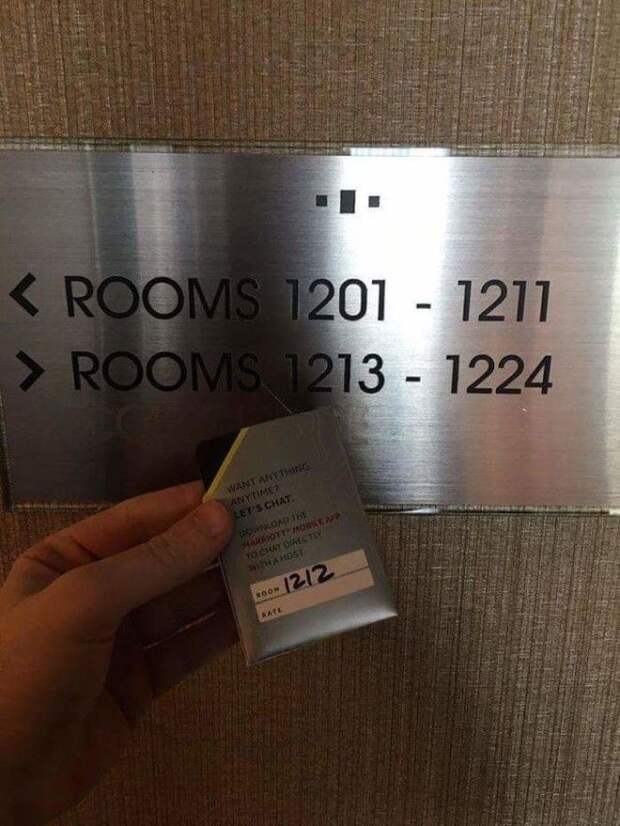 < ROOMS 1201 - 1211
> ROOMS 1213 - 1224
WANT ANYTHING
ANYTIME?
LET'S CHAT.
DOWNLOAD THE
MARRIOTT® MOBILE APP
TO CHAT DIRECTLY
WITH A HOST.
ROOM 1212
RATE